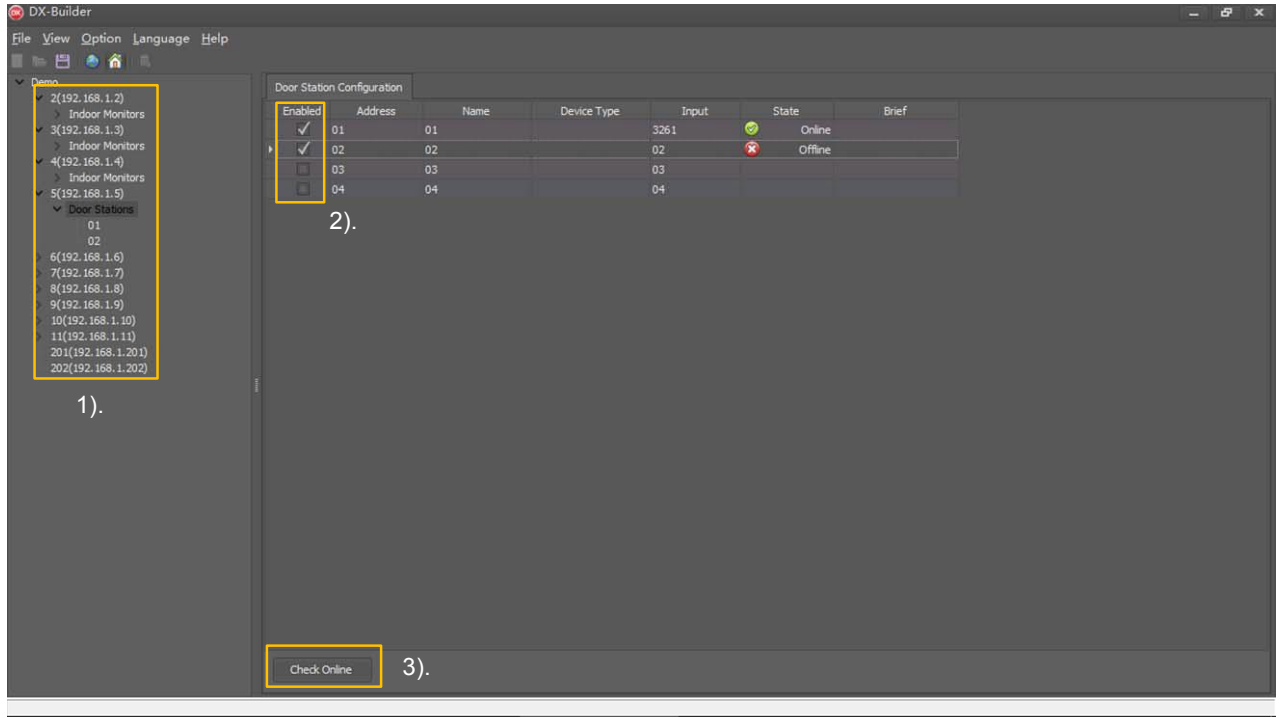 DX-Builder
File View Option Language Help
Demo
2(192.168.1.2)
Indoor Monitors
3(192.168.1.3)
Indoor Monitors
4(192.168.1.4)
Indoor Monitors
5(192.168.1.5)
Door Stations
01
02
6(192.168.1.6)
7(192.168.1.7)
8(192.168.1.8)
9(192.168.1.9)
10(192.168.1.10)
11(192.168.1.11)
201(192.168.1.201)
202(192.168.1.202)
1).
Door Station Configuration
Enabled Address Name Device Type Input State Brief
01 01 3261 Online
02 02 02 Offline
03 03 03
04 04 04
2).
Check Online
3).